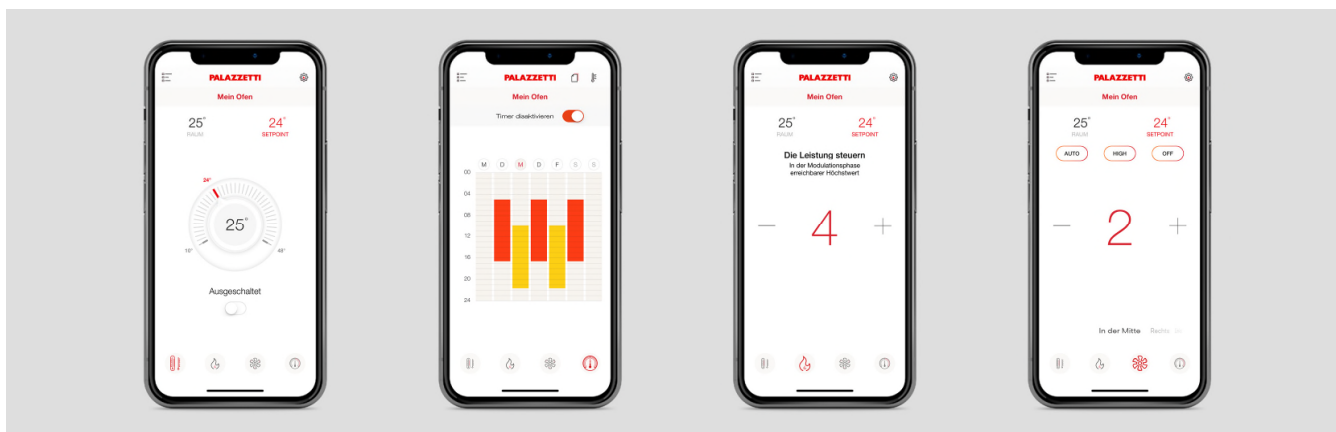 PALAZZETTI
Mein Ofen
25° 24°
RAUM SETPOINT
24°
25°
10° 40°
Ausgeschaltet
PALAZZETTI
Mein Ofen
Timer disaktivieren
M D M D F S S
00
04
08
12
16
20
24
PALAZZETTI
Mein Ofen
25° 24°
RAUM SETPOINT
Die Leistung steuern
In der Modulationsphase
erreichbarer Höchstwert
— 4 +
PALAZZETTI
Mein Ofen
25° 24°
RAUM SETPOINT
AUTO HIGH OFF
— 2 +
In der Mitte Rechts